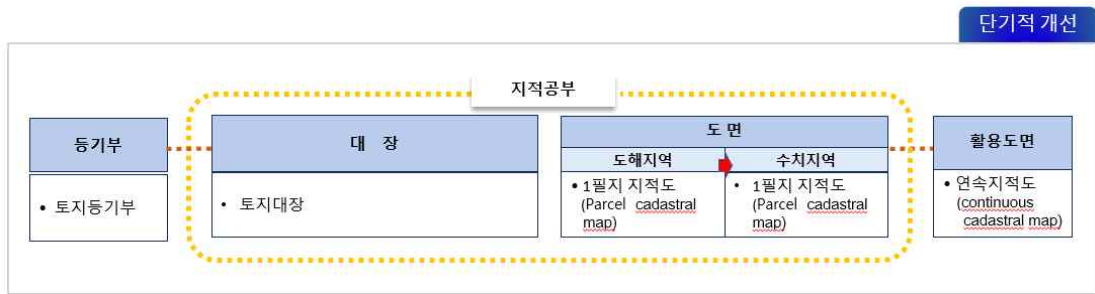 단기적 개선
지적공부
등기부
대 장
도 면
활용도면
도해지역
수치지역
• 토지등기부
• 토지대장
• 1필지 지적도
(Parcel cadastral
map)
• 1필지 지적도
(Parcel cadastral
map)
• 연속지적도
(continuous
cadastral map)